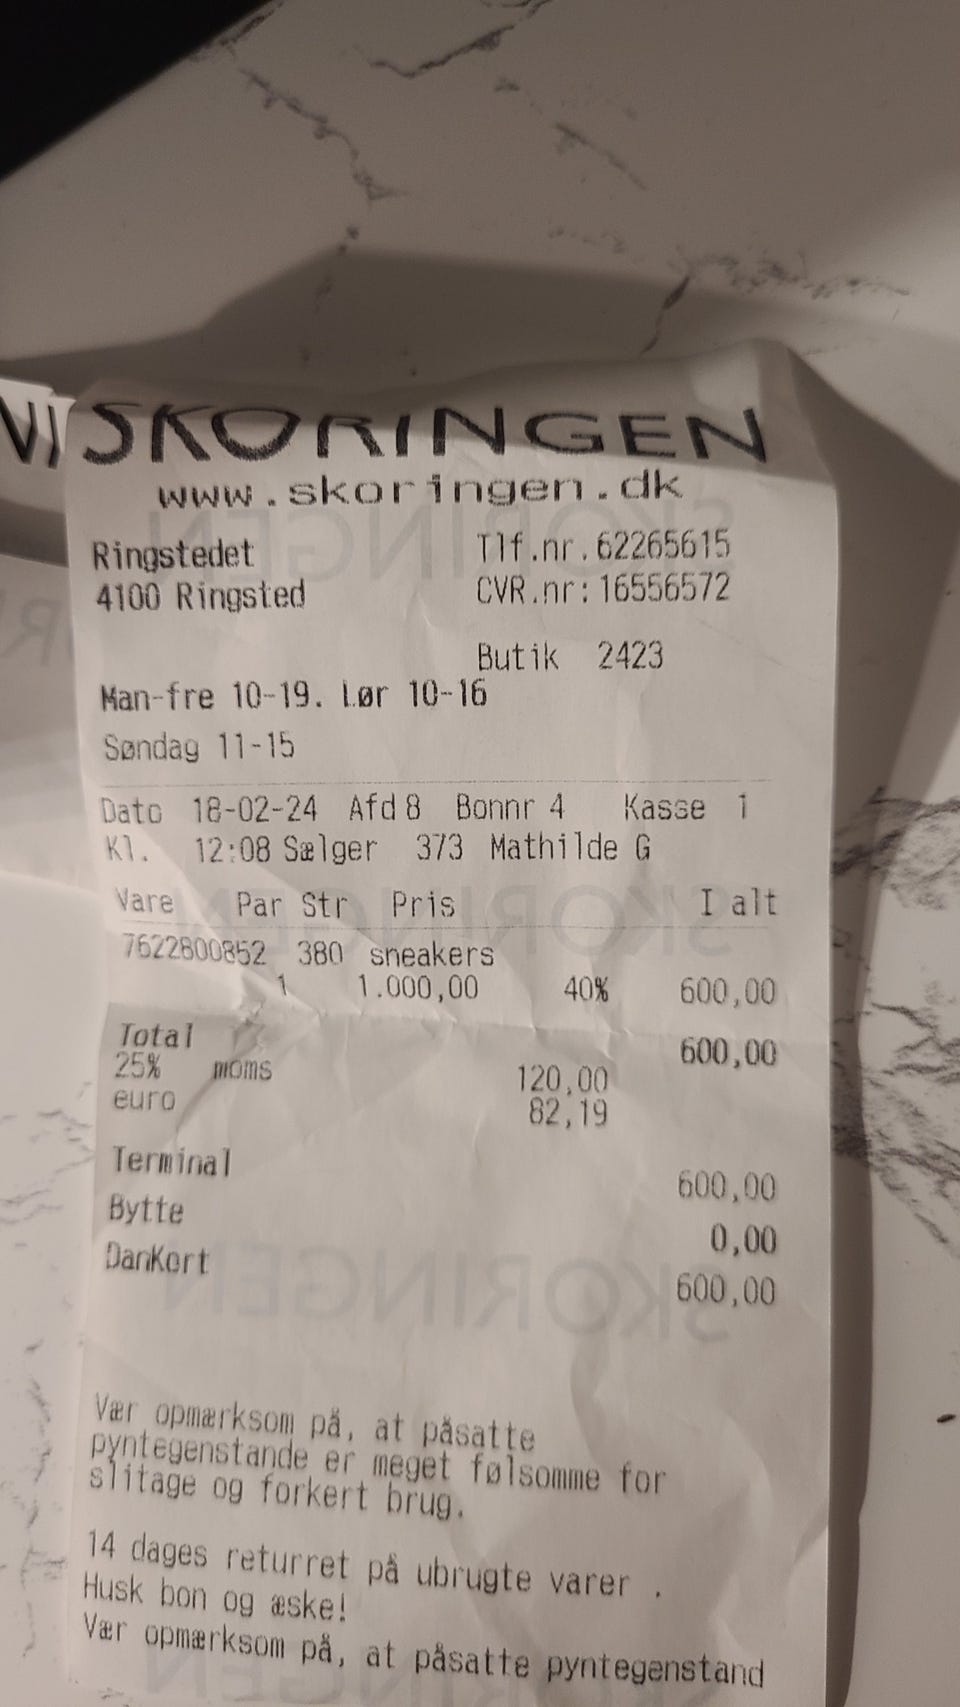 SKORINGEN
www.skoringen.dk
Ringstedet Tlf.nr.62265615
4100 Ringsted CVR.nr:16556572
Butik 2423
Man-fre 10-19. Lør 10-16
Søndag 11-15
Dato 18-02-24 Afd 8 Bonnr 4 Kasse 1
Kl. 12:08 Sælger 373 Mathilde G
Vare Par Str Pris I alt
7622800852 380 sneakers
1 1.000,00 40% 600,00
Total 600,00
25% moms 120,00
euro 82,19
Terminal 600,00
Bytte 0,00
DanKort 600,00
Vær opmærksom på, at påsatte
pyntegenstande er meget følsomme for
slitage og forkert brug.
14 dages returret på ubrugte varer .
Husk bon og æske!
Vær opmærksom på, at påsatte pyntegenstand